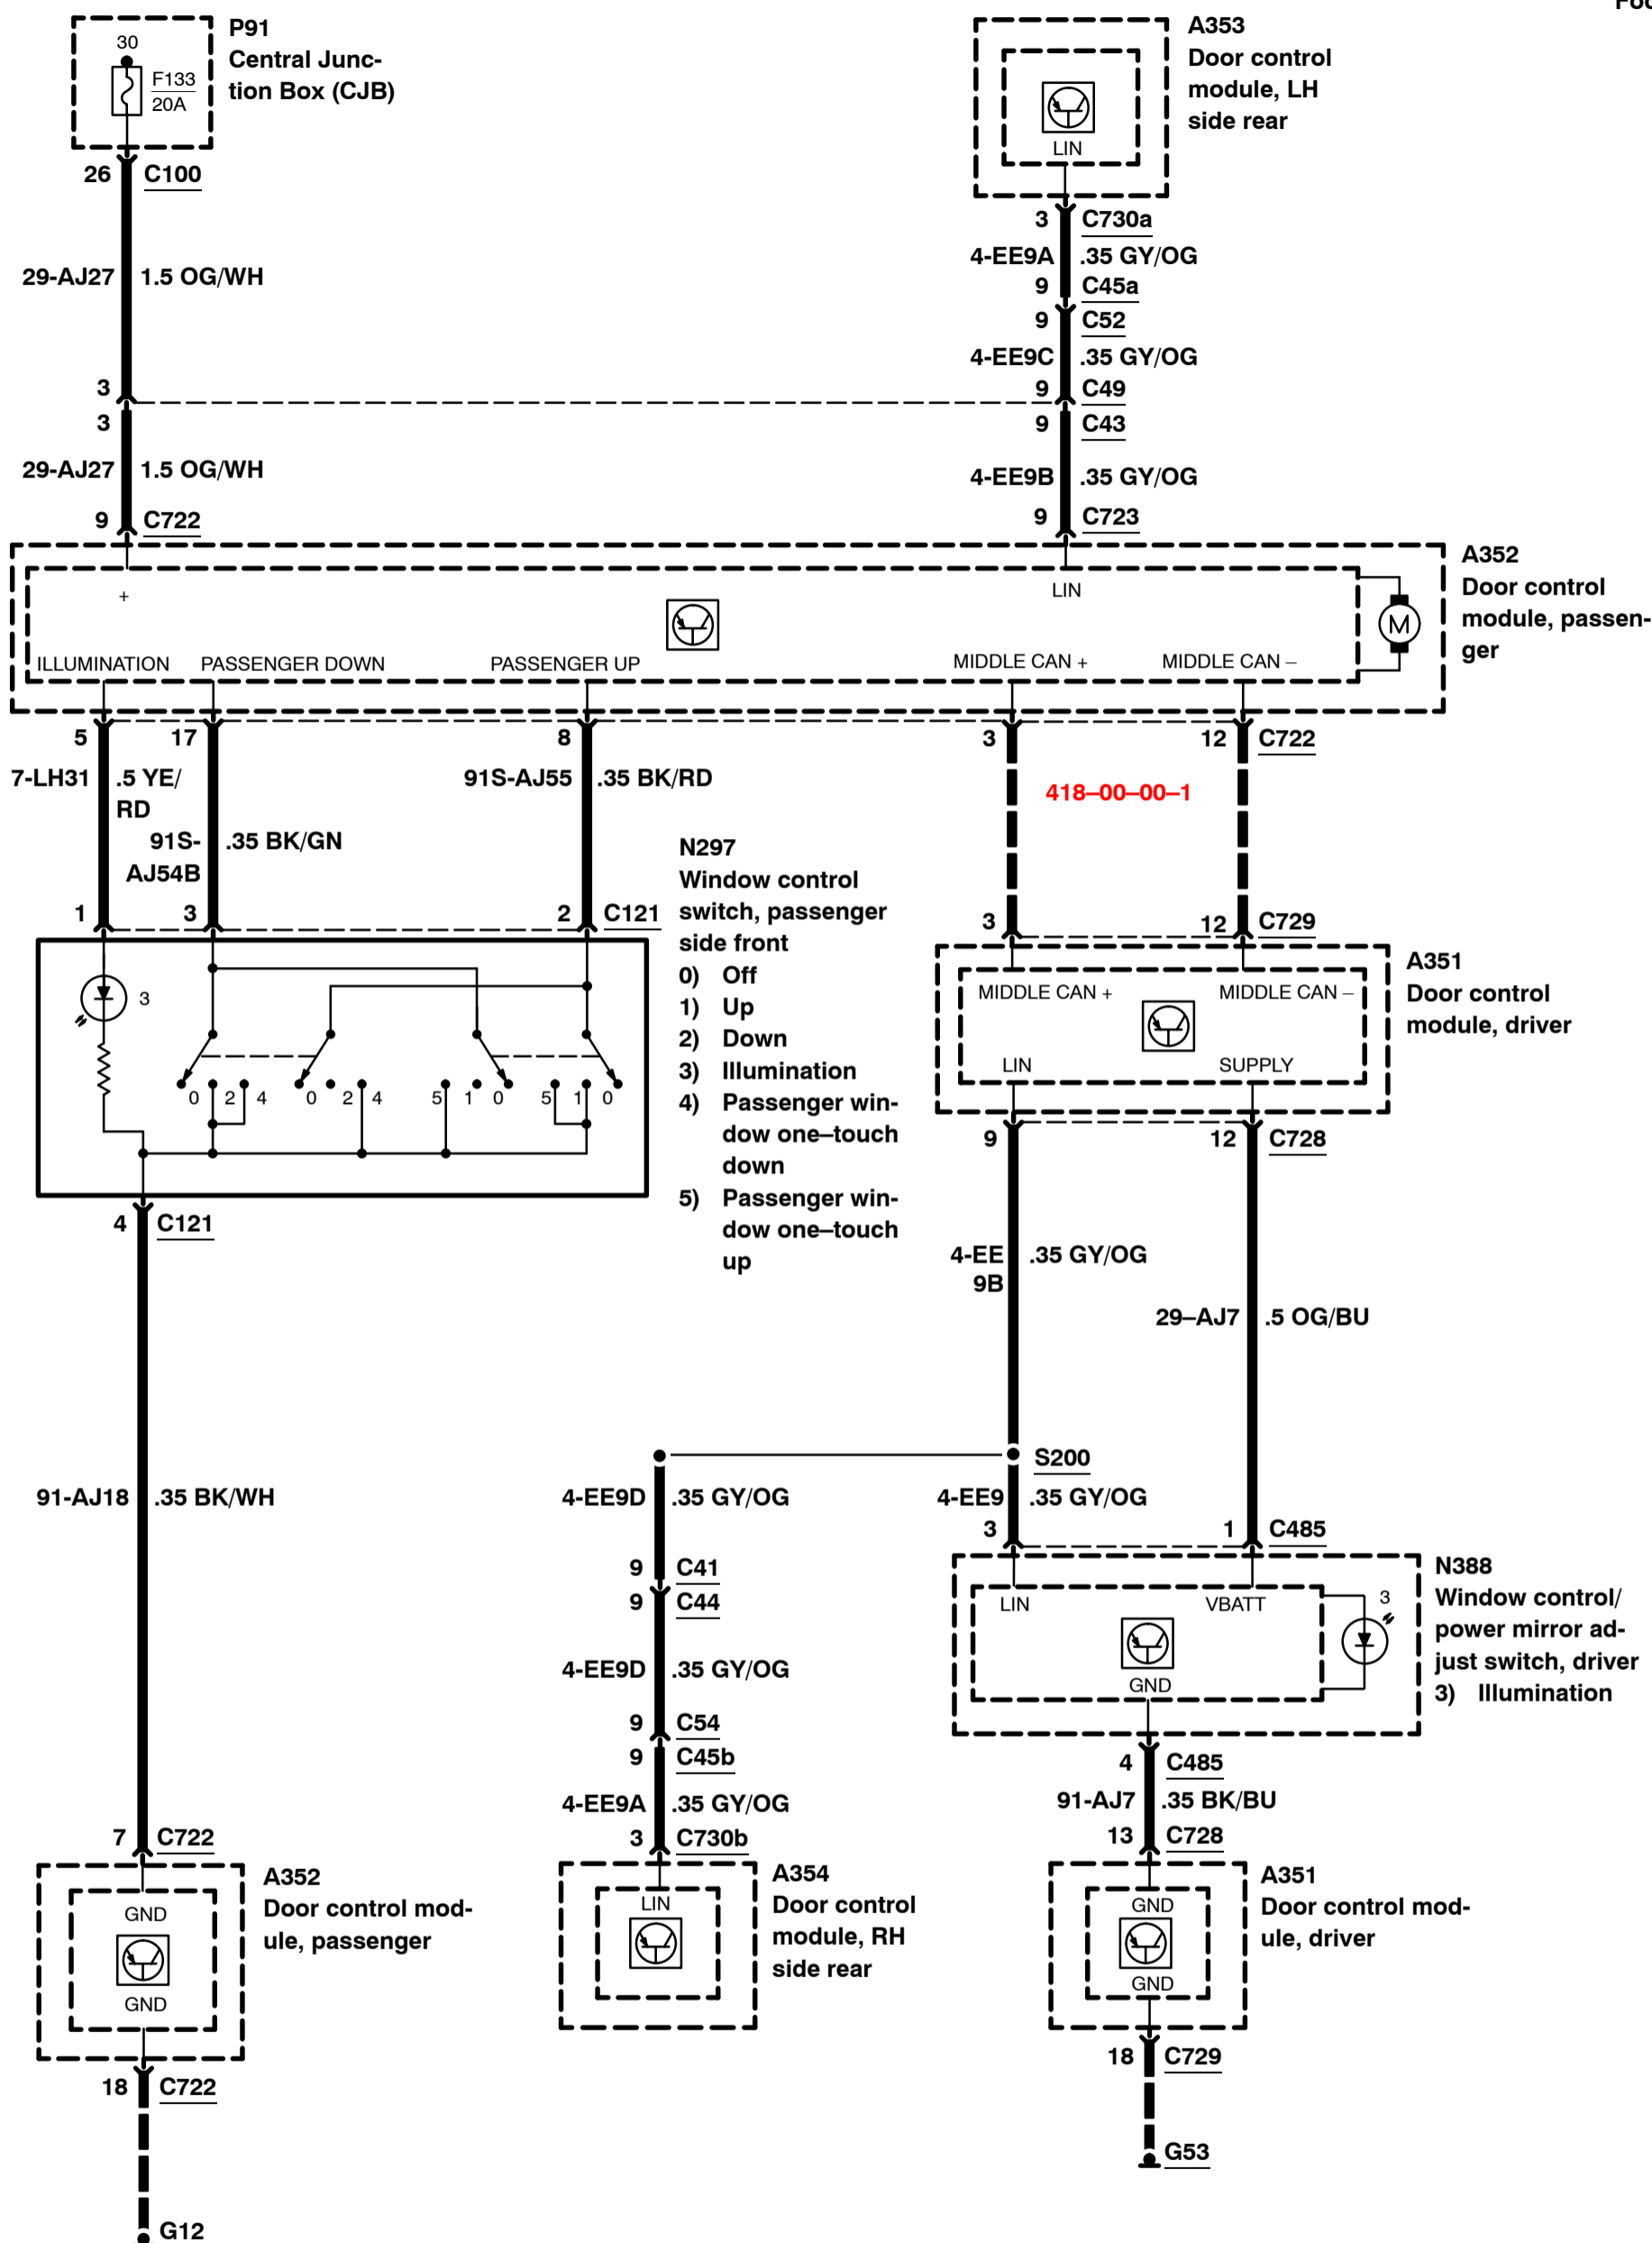 P91
Central Junc-
tion Box (CJB)
30
F133
20A
26 C100
29-AJ27 1.5 OG/WH
3
3
29-AJ27 1.5 OG/WH
9 C722
A353
Door control
module, LH
side rear
LIN
3 C730a
4-EE9A .35 GY/OG
9 C45a
9 C52
4-EE9C .35 GY/OG
9 C49
9 C43
4-EE9B .35 GY/OG
9 C723
A352
Door control
module, passen-
ger
+
LIN
M
ILLUMINATION PASSENGER DOWN PASSENGER UP MIDDLE CAN + MIDDLE CAN –
5 17 8 3 12 C722
7-LH31 .5 YE/
RD
91S-
AJ54B
.35 BK/GN
91S-AJ55 .35 BK/RD
418–00–00–1
1 3 2 C121
3 12 C729
N297
Window control
switch, passenger
side front
0) Off
1) Up
2) Down
3) Illumination
4) Passenger win-
dow one–touch
down
5) Passenger win-
dow one–touch
up
3
0 2 4 0 2 4 5 1 0 5 1 0
4 C121
A351
Door control
module, driver
MIDDLE CAN + MIDDLE CAN –
LIN SUPPLY
9 12 C728
4-EE
9B
.35 GY/OG
29–AJ7 .5 OG/BU
S200
91-AJ18 .35 BK/WH
4-EE9D .35 GY/OG
4-EE9 .35 GY/OG
3 1 C485
9 C41
9 C44
4-EE9D .35 GY/OG
9 C54
9 C45b
4-EE9A .35 GY/OG
3 C730b
N388
Window control/
power mirror ad-
just switch, driver
3) Illumination
LIN VBATT
3
GND
4 C485
91-AJ7 .35 BK/BU
13 C728
7 C722
A352
Door control mod-
ule, passenger
GND
GND
18 C722
G12
A354
Door control
module, RH
side rear
LIN
A351
Door control mod-
ule, driver
GND
GND
18 C729
G53